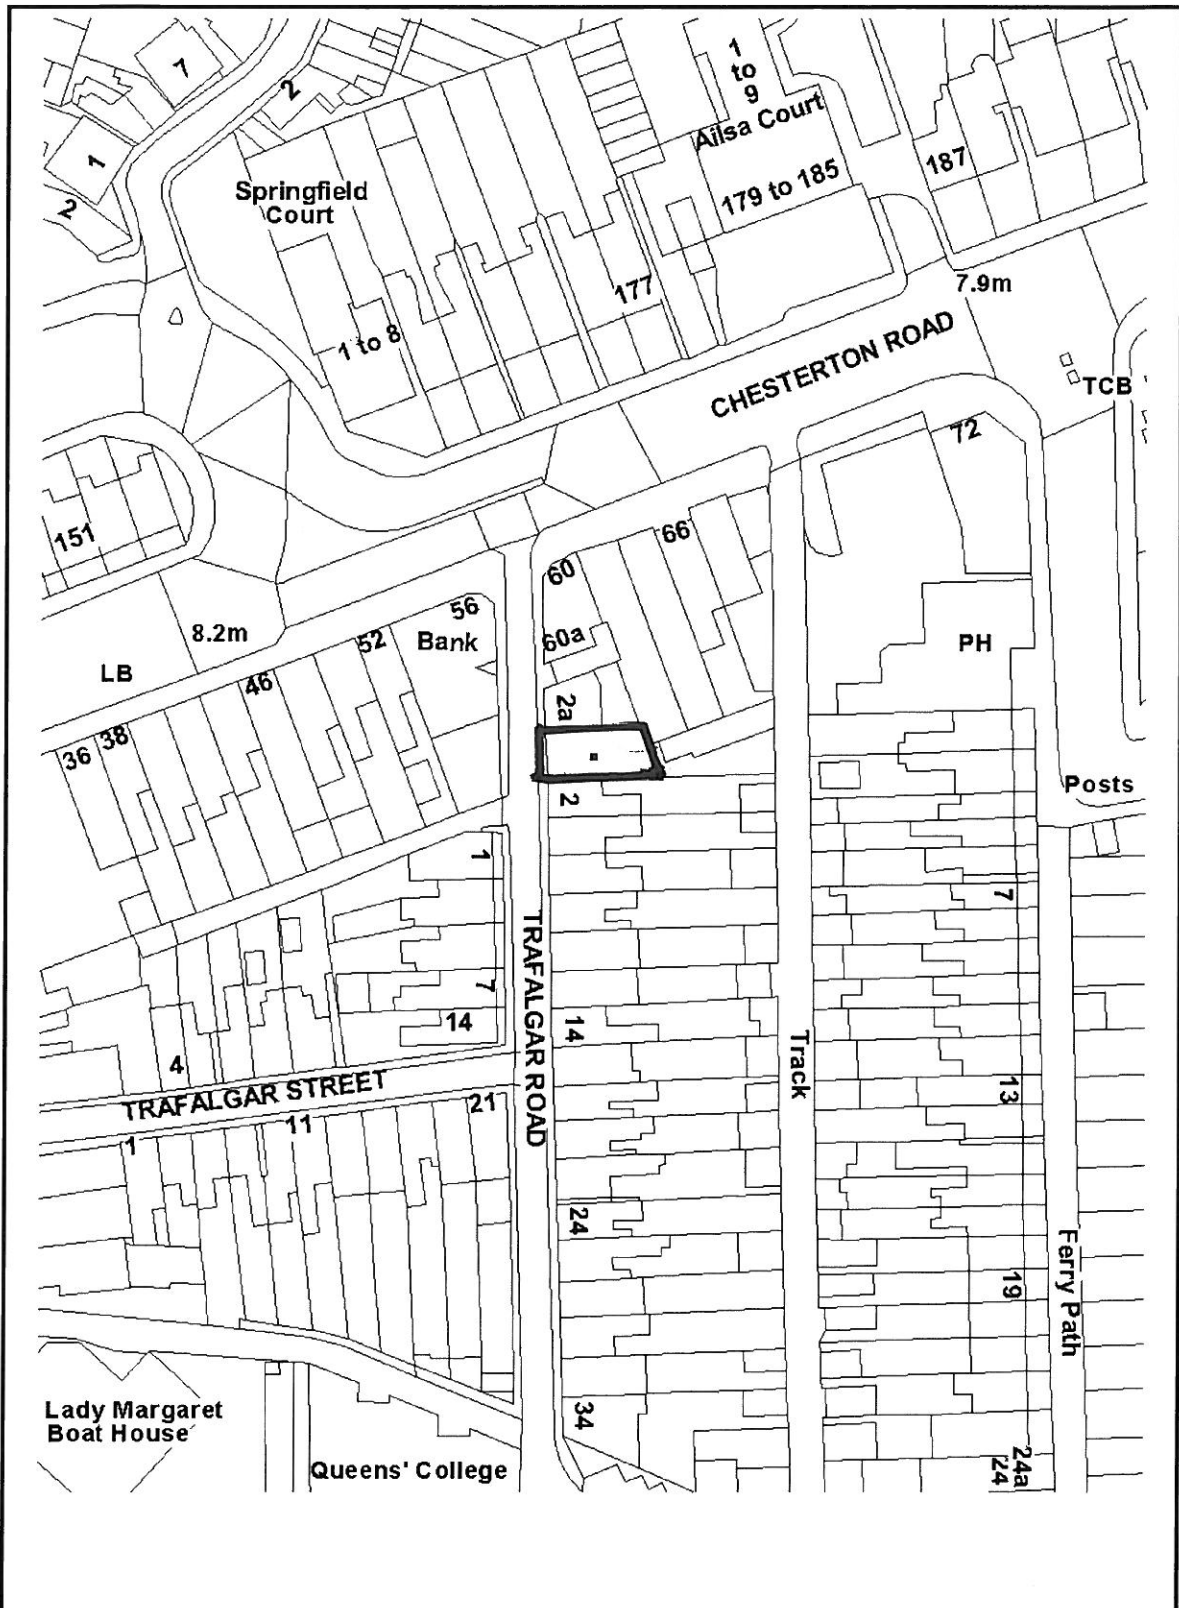 7
2
1
2
1
to
9
Ailsa Court
Springfield
Court
179 to 185
187
177
7.9m
1 to 8
CHESTERTON ROAD
TCB
72
151
66
60
56
60a
8.2m
52
Bank
PH
LB
46
2a
38
36
Posts
2
1
7
TRAFALGAR ROAD
7
14
14
Track
4
TRAFALGAR STREET
13
21
11
1
24
Ferry Path
19
34
Lady Margaret
Boat House
Queens' College
24a
24